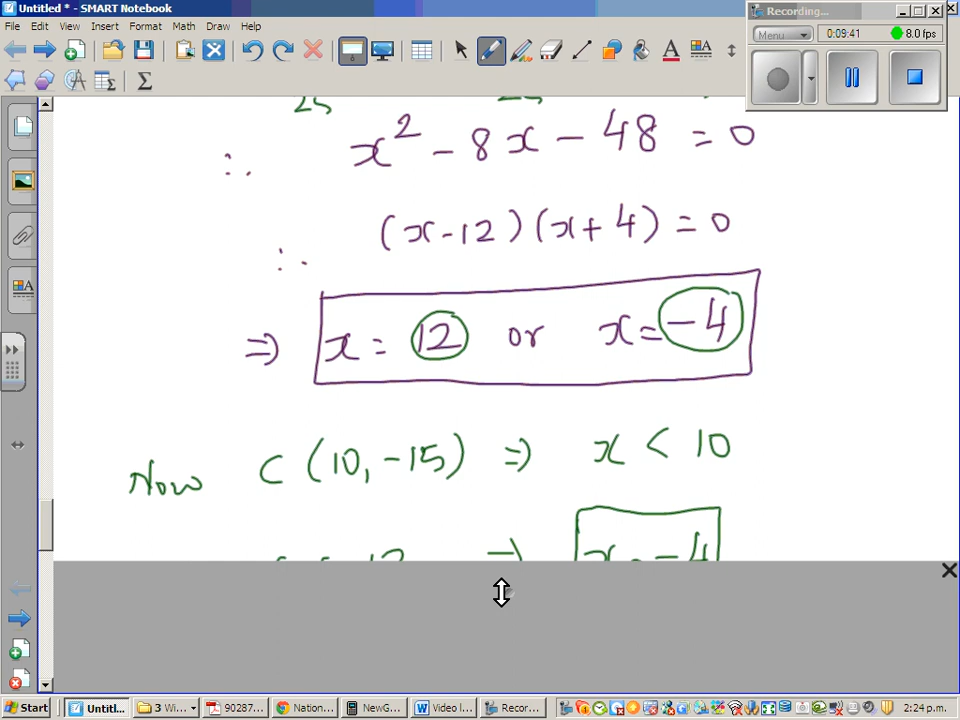 Untitled * - SMART Notebook
File Edit View Insert Format Math Draw Help
Recording...
Menu 0:09:41 8.0 fps
25 25
∴ x² - 8x - 48 = 0
∴ (x-12)(x+4) = 0
⇒ x = 12 or x = -4
Now C (10, -15) ⇒ x < 10
⇒ x = -4
Start Untitl... 3 Wi... 90287... Nation... NewG... Video I... Recor... 2:24 p.m.